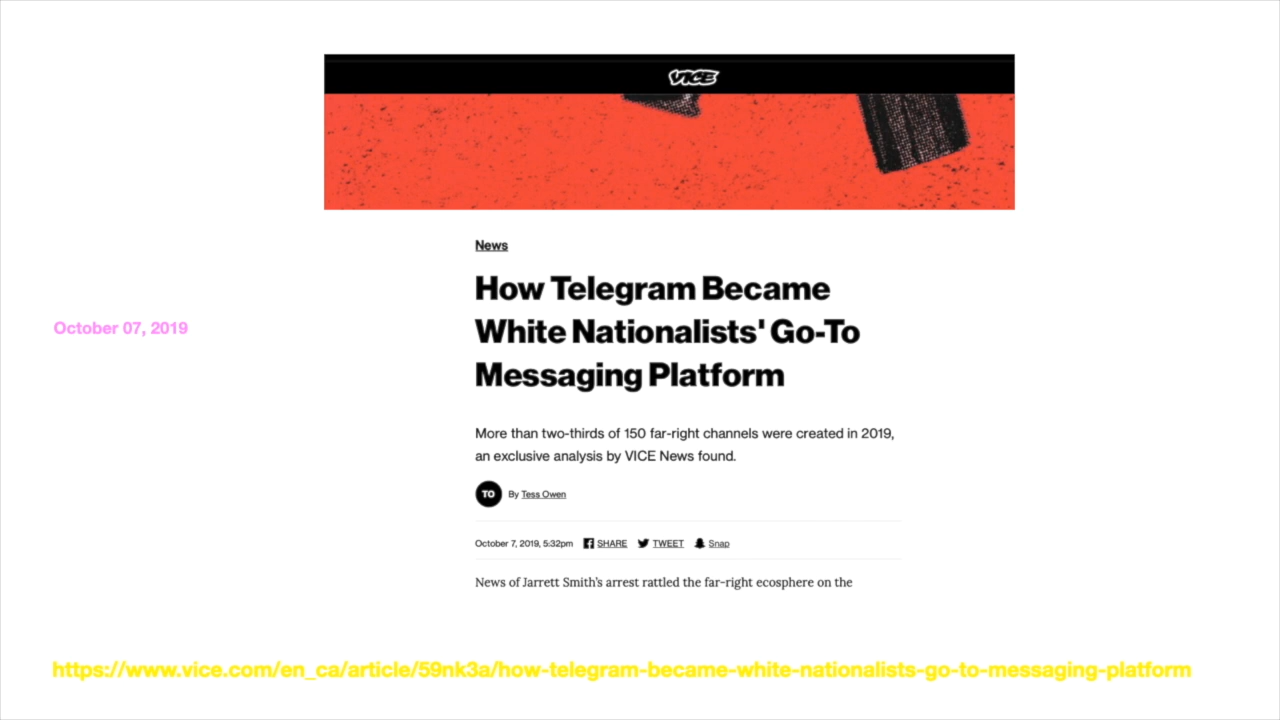 VICE
News
How Telegram Became
White Nationalists' Go-To
Messaging Platform
October 07, 2019
More than two-thirds of 150 far-right channels were created in 2019,
an exclusive analysis by VICE News found.
TO By Tess Owen
October 7, 2019, 5:32pm SHARE TWEET Snap
News of Jarrett Smith's arrest rattled the far-right ecosphere on the
https://www.vice.com/en_ca/article/59nk3a/how-telegram-became-white-nationalists-go-to-messaging-platform